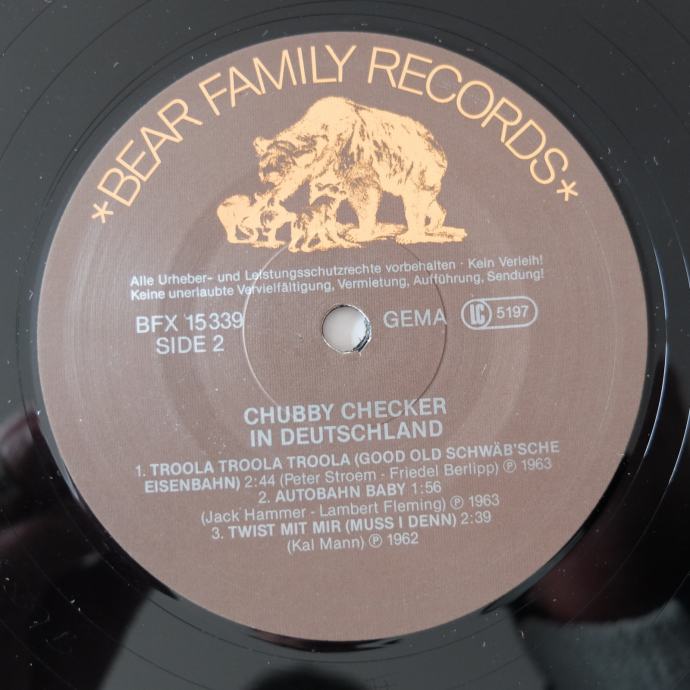 *BEAR FAMILY RECORDS*
Alle Urheber- und Leistungsschutzrechte vorbehalten · Kein Verleih!
Keine unerlaubte Vervielfältigung, Vermietung, Aufführung, Sendung!
BFX 15339 GEMA LC 5197
SIDE 2
CHUBBY CHECKER
IN DEUTSCHLAND
1. TROOLA TROOLA TROOLA (GOOD OLD SCHWÄB'SCHE
EISENBAHN) 2:44 (Peter Stroem - Friedel Berlipp) ℗ 1963
2. AUTOBAHN BABY 1:56
(Jack Hammer - Lambert Fleming) ℗ 1963
3. TWIST MIT MIR (MUSS I DENN) 2:39
(Kal Mann) ℗ 1962